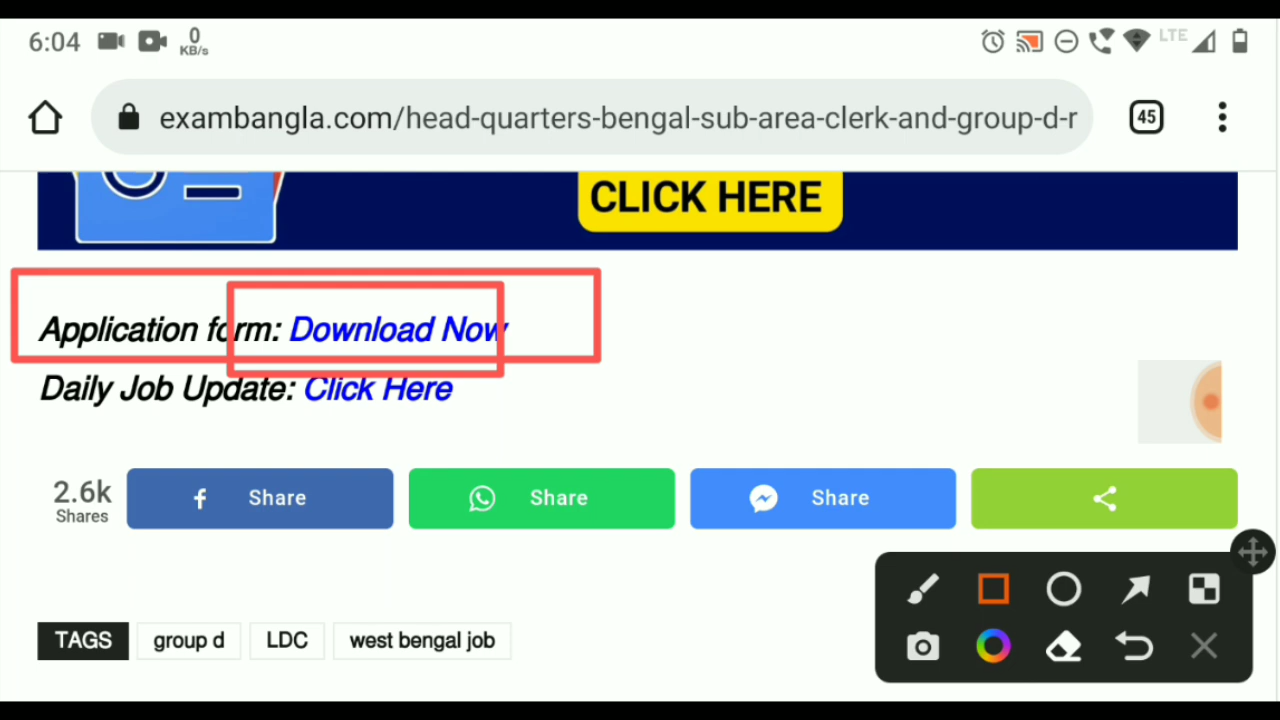 6:04 0 KB/s LTE
exambangla.com/head-quarters-bengal-sub-area-clerk-and-group-d-r 45
CLICK HERE
Application form: Download Now
Daily Job Update: Click Here
2.6k Shares
Share
Share
Share
TAGS group d LDC west bengal job